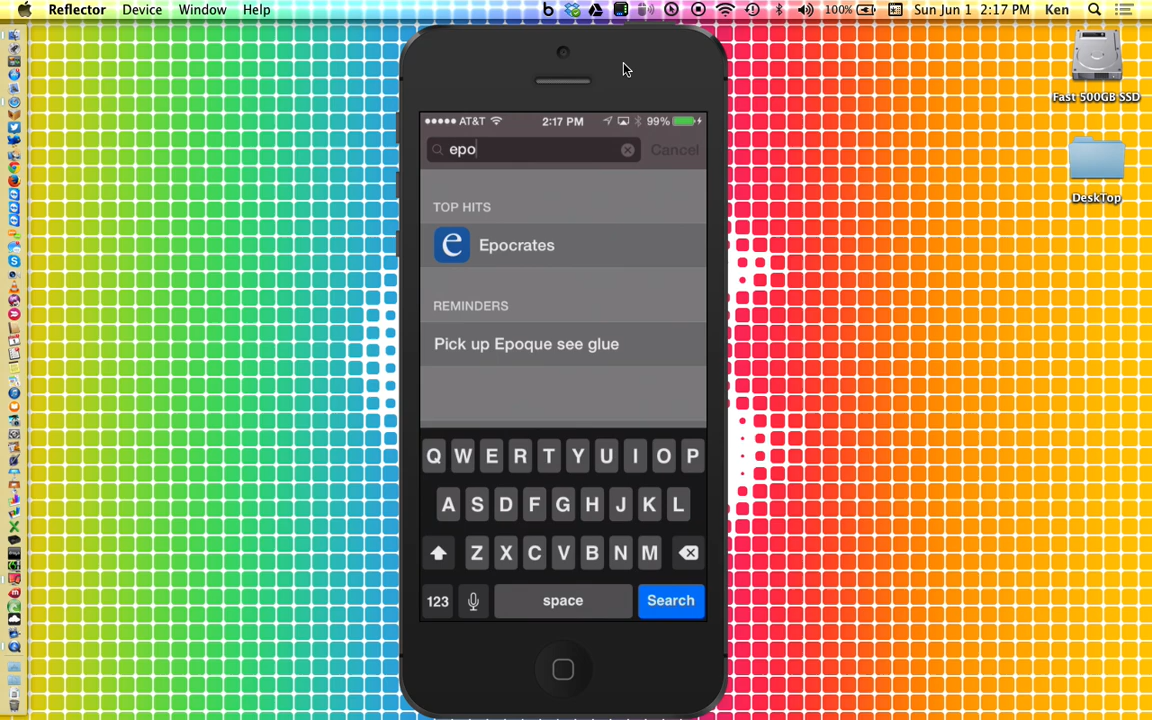 Reflector Device Window Help 100% Sun Jun 1 2:17 PM Ken
Fast 500GB SSD
DeskTop
AT&T 2:17 PM 99%
epo Cancel
TOP HITS
e Epocrates
REMINDERS
Pick up Epoque see glue
Q W E R T Y U I O P
A S D F G H J K L
Z X C V B N M
123 space Search